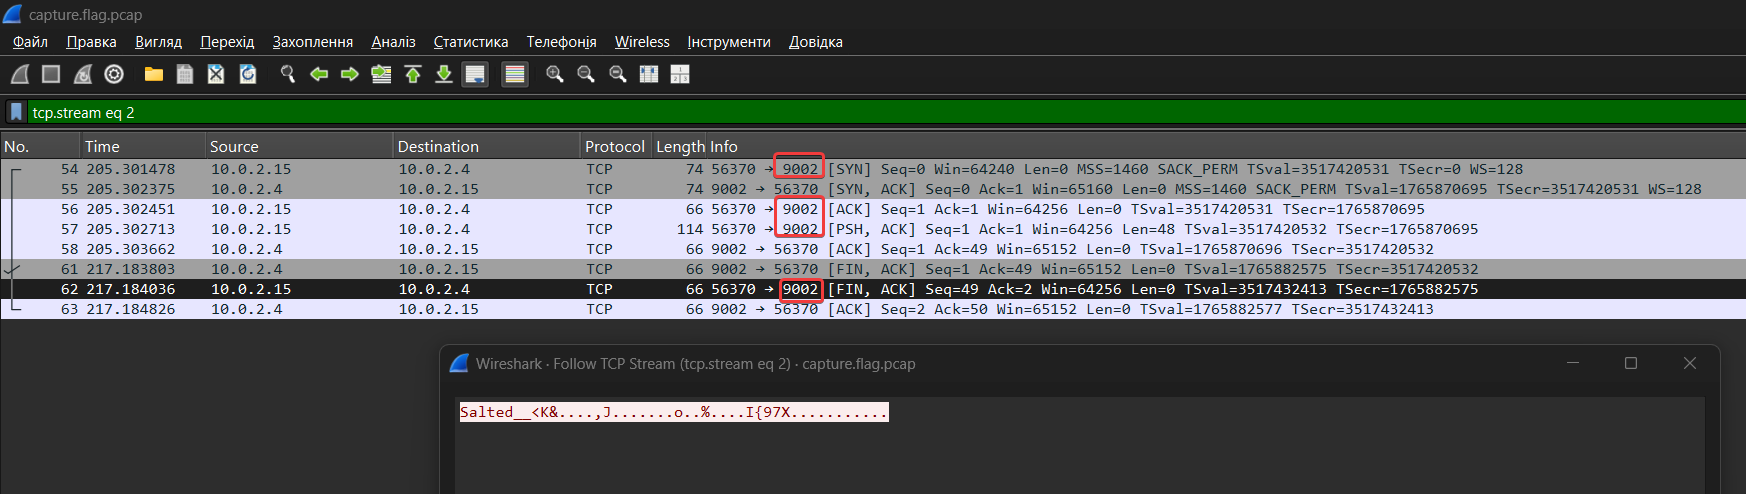 capture.flag.pcap
Файл Правка Вигляд Перехід Захоплення Аналіз Статистика Телефонія Wireless Інструменти Довідка
tcp.stream eq 2
No. Time Source Destination Protocol Length Info
54 205.301478 10.0.2.15 10.0.2.4 TCP 74 56370 → 9002 [SYN] Seq=0 Win=64240 Len=0 MSS=1460 SACK_PERM TSval=3517420531 TSecr=0 WS=128
55 205.302375 10.0.2.4 10.0.2.15 TCP 74 9002 → 56370 [SYN, ACK] Seq=0 Ack=1 Win=65160 Len=0 MSS=1460 SACK_PERM TSval=1765870695 TSecr=3517420531 WS=128
56 205.302451 10.0.2.15 10.0.2.4 TCP 66 56370 → 9002 [ACK] Seq=1 Ack=1 Win=64256 Len=0 TSval=3517420531 TSecr=1765870695
57 205.302713 10.0.2.15 10.0.2.4 TCP 114 56370 → 9002 [PSH, ACK] Seq=1 Ack=1 Win=64256 Len=48 TSval=3517420532 TSecr=1765870695
58 205.303662 10.0.2.4 10.0.2.15 TCP 66 9002 → 56370 [ACK] Seq=1 Ack=49 Win=65152 Len=0 TSval=1765870696 TSecr=3517420532
61 217.183803 10.0.2.4 10.0.2.15 TCP 66 9002 → 56370 [FIN, ACK] Seq=1 Ack=49 Win=65152 Len=0 TSval=1765882575 TSecr=3517420532
62 217.184036 10.0.2.15 10.0.2.4 TCP 66 56370 → 9002 [FIN, ACK] Seq=49 Ack=2 Win=64256 Len=0 TSval=3517432413 TSecr=1765882575
63 217.184826 10.0.2.4 10.0.2.15 TCP 66 9002 → 56370 [ACK] Seq=2 Ack=50 Win=65152 Len=0 TSval=1765882577 TSecr=3517432413
Wireshark · Follow TCP Stream (tcp.stream eq 2) · capture.flag.pcap
Salted__<K&....,J.......o..%....I{97X...........